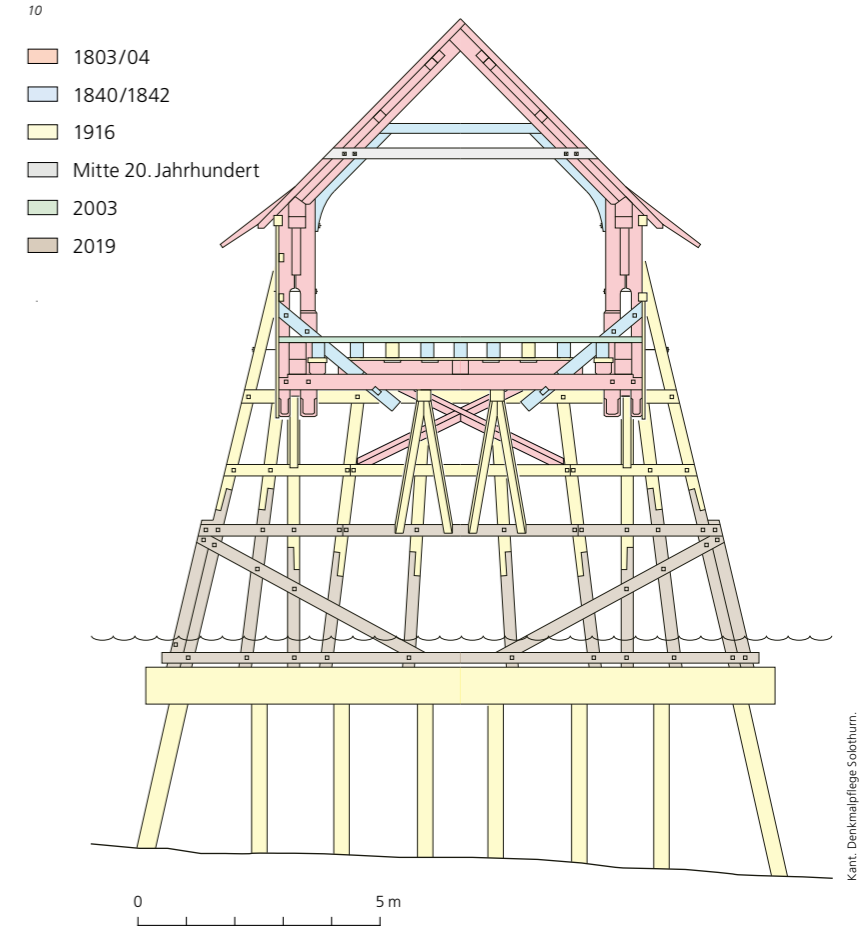 10
1803/04
1840/1842
1916
Mitte 20. Jahrhundert
2003
2019
0 5 m
Kant. Denkmalpflege Solothurn.